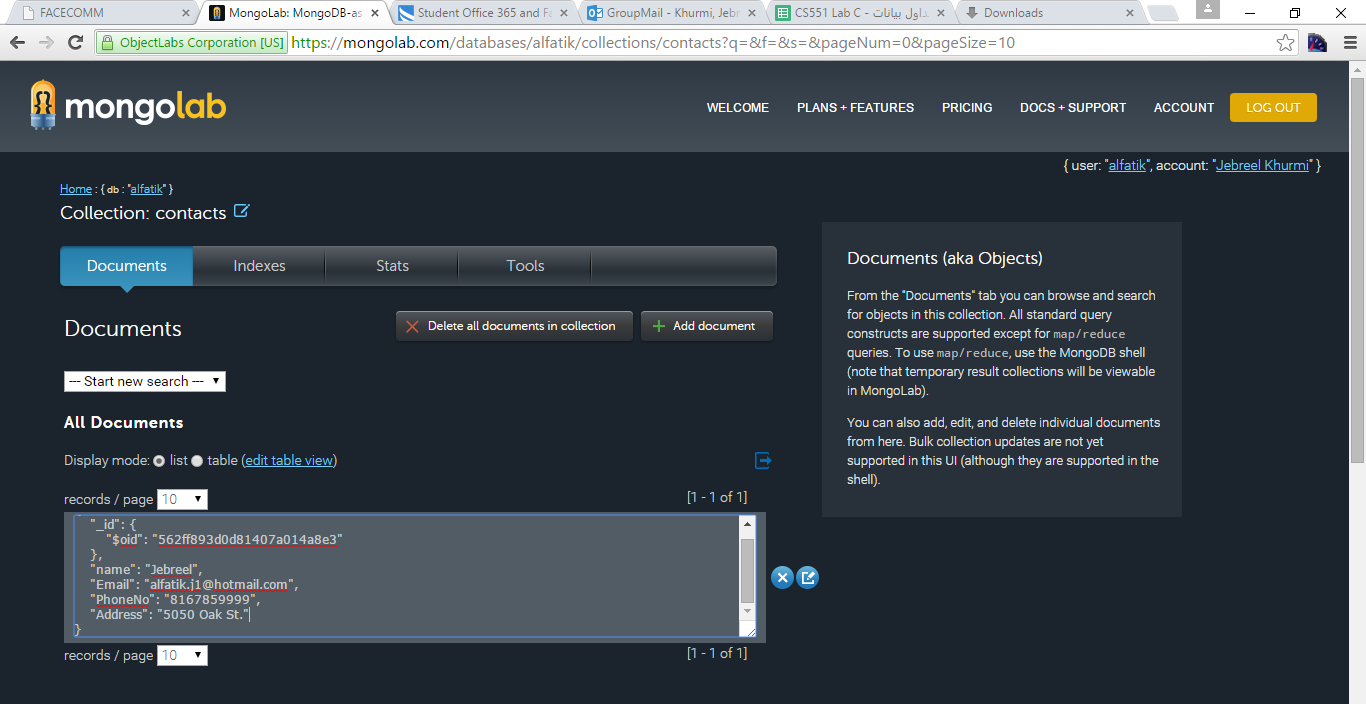 FACECOMM
MongoLab: MongoDB-as
Student Office 365 and Fa
GroupMail - Khurmi, Jebr
CS551 Lab C - تداول بيانات
Downloads
ObjectLabs Corporation [US]
https://mongolab.com/databases/alfatik/collections/contacts?q=&f=&s=&pageNum=0&pageSize=10
mongolab
WELCOME
PLANS + FEATURES
PRICING
DOCS + SUPPORT
ACCOUNT
LOG OUT
{ user: "alfatik", account: "Jebreel Khurmi" }
Home : { db : "alfatik" }
Collection: contacts
Documents
Indexes
Stats
Tools
Documents
Delete all documents in collection
Add document
--- Start new search ---
All Documents
Display mode: list table (edit table view)
records / page 10
[1 - 1 of 1]
"_id": {
"$oid": "562ff893d0d81407a014a8e3"
},
"name": "Jebreel",
"Email": "alfatik.j1@hotmail.com",
"PhoneNo": "8167859999",
"Address": "5050 Oak St."
}
records / page 10
[1 - 1 of 1]
Documents (aka Objects)
From the "Documents" tab you can browse and search
for objects in this collection. All standard query
constructs are supported except for map/reduce
queries. To use map/reduce, use the MongoDB shell
(note that temporary result collections will be viewable
in MongoLab).
You can also add, edit, and delete individual documents
from here. Bulk collection updates are not yet
supported in this UI (although they are supported in the
shell).